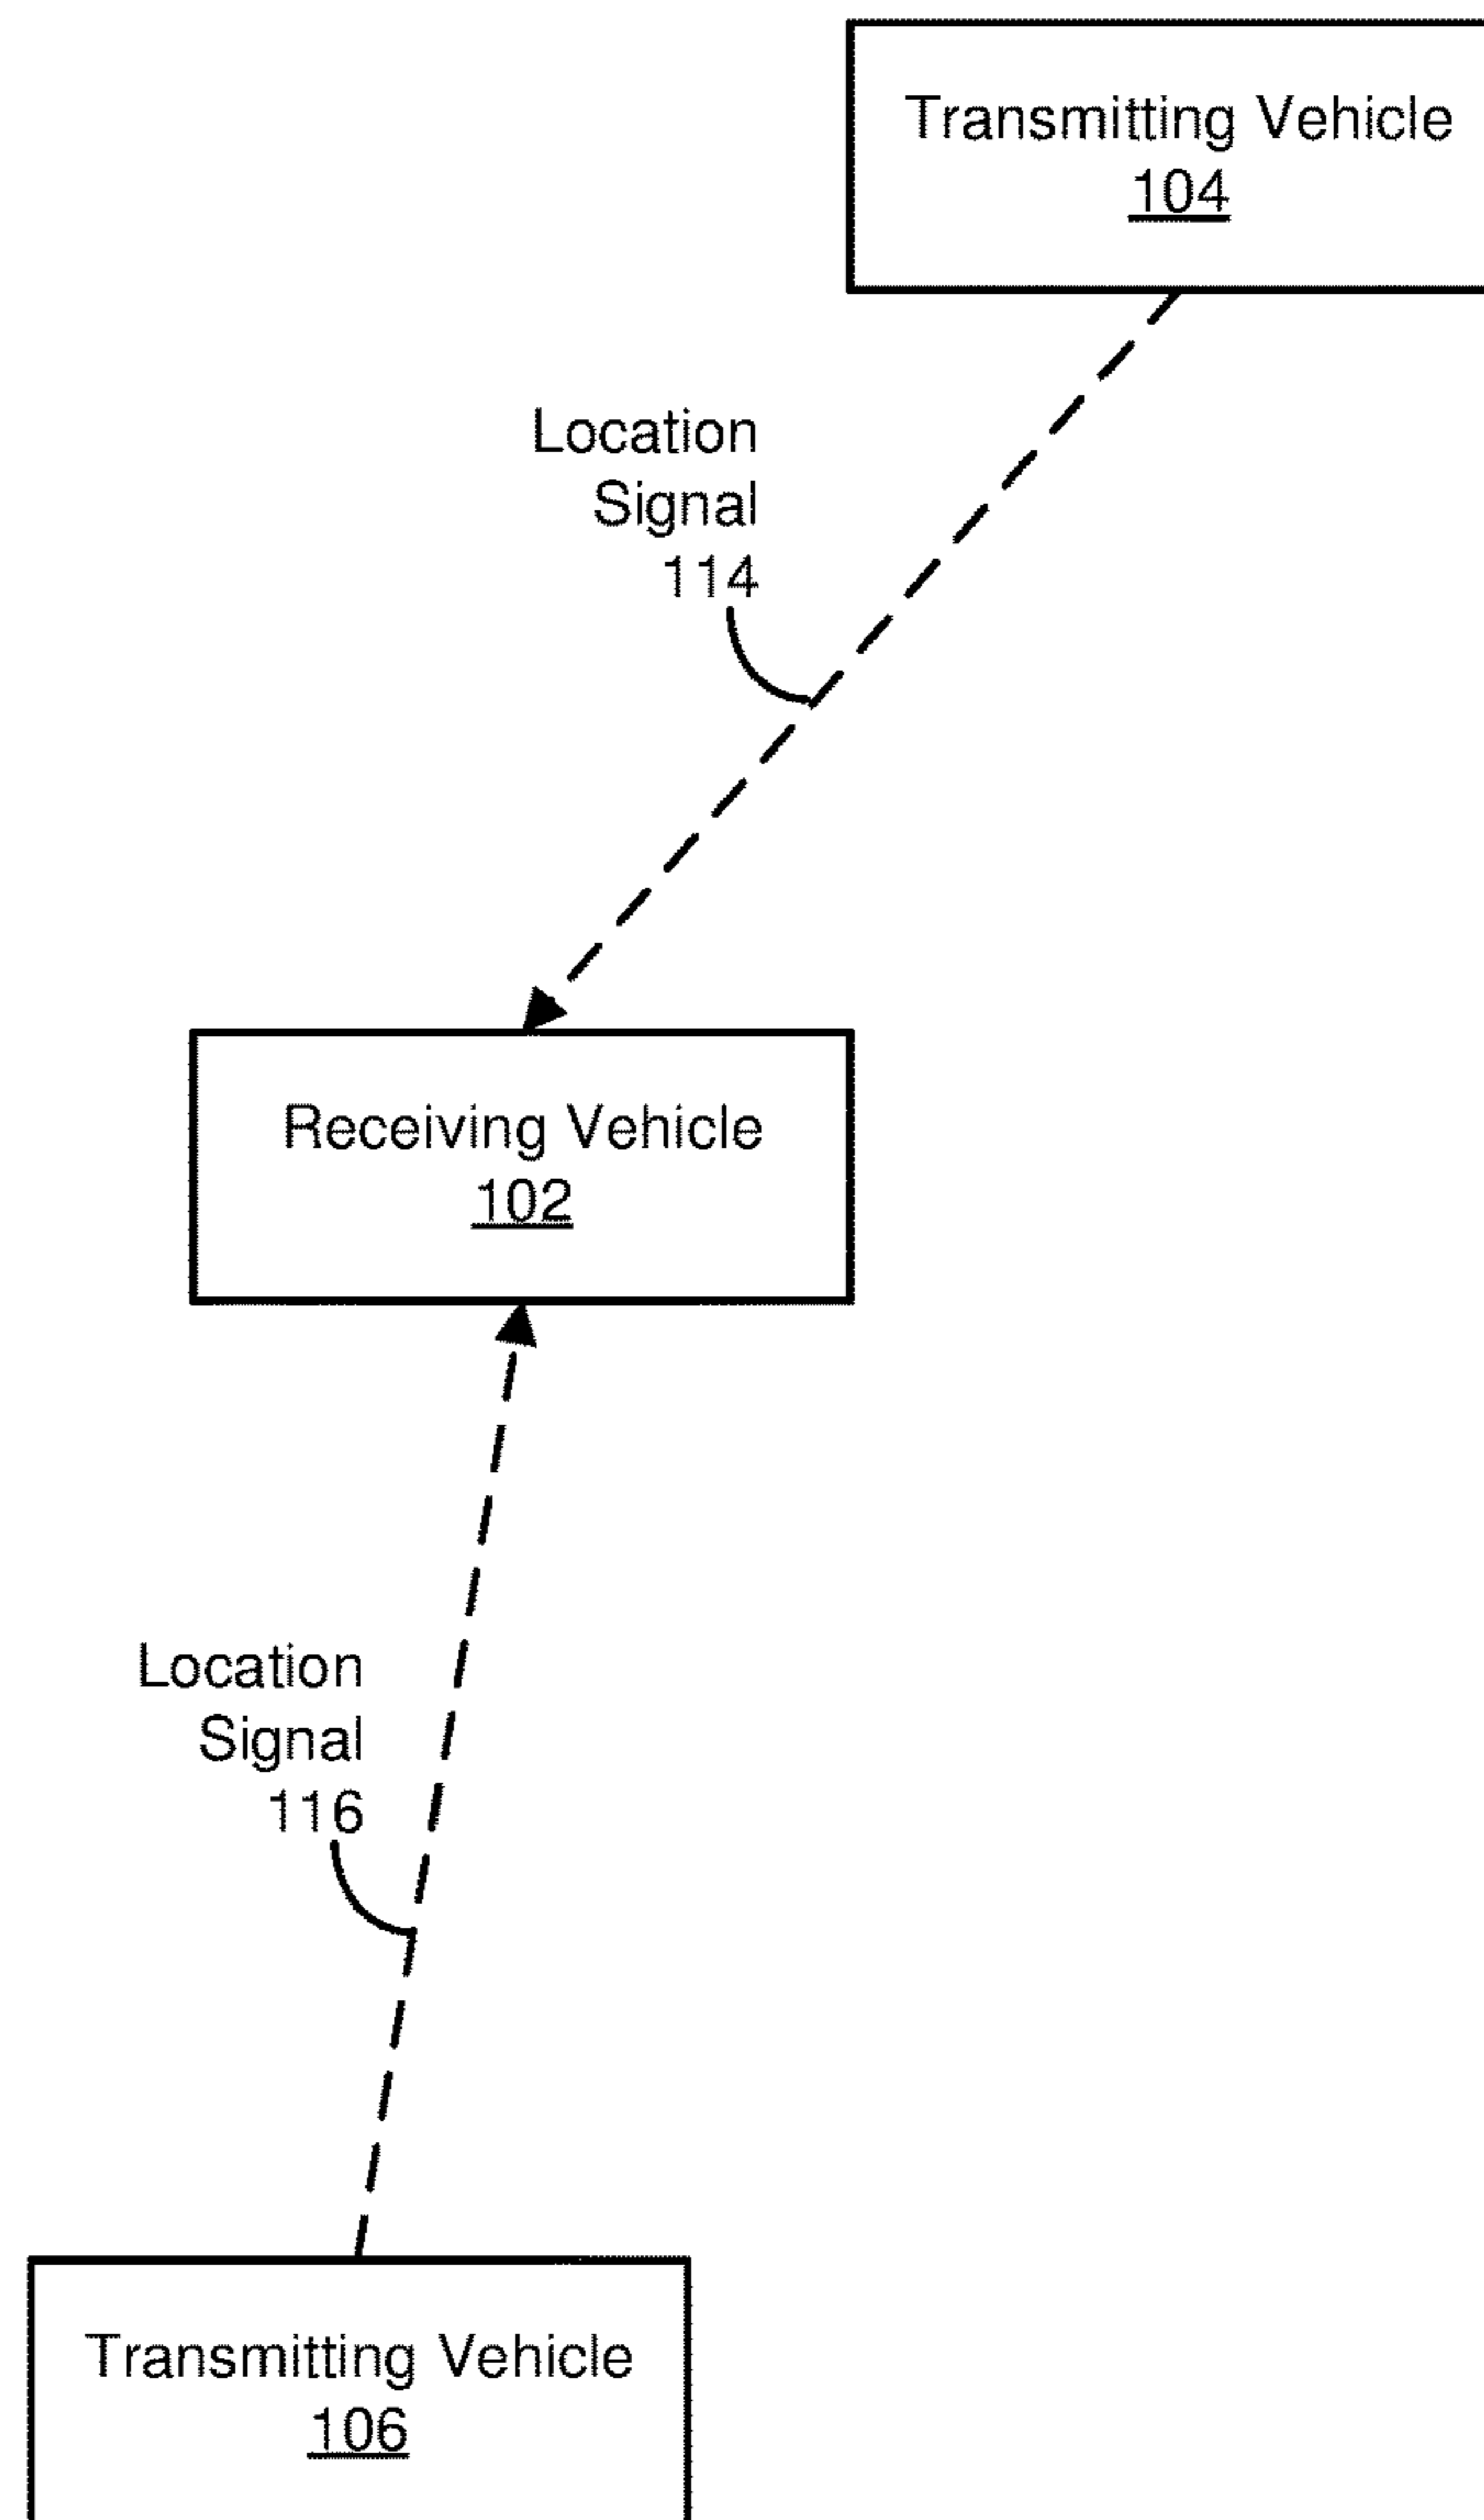 Transmitting Vehicle
104
Location
Signal
114
Receiving Vehicle
102
Location
Signal
116
Transmitting Vehicle
106